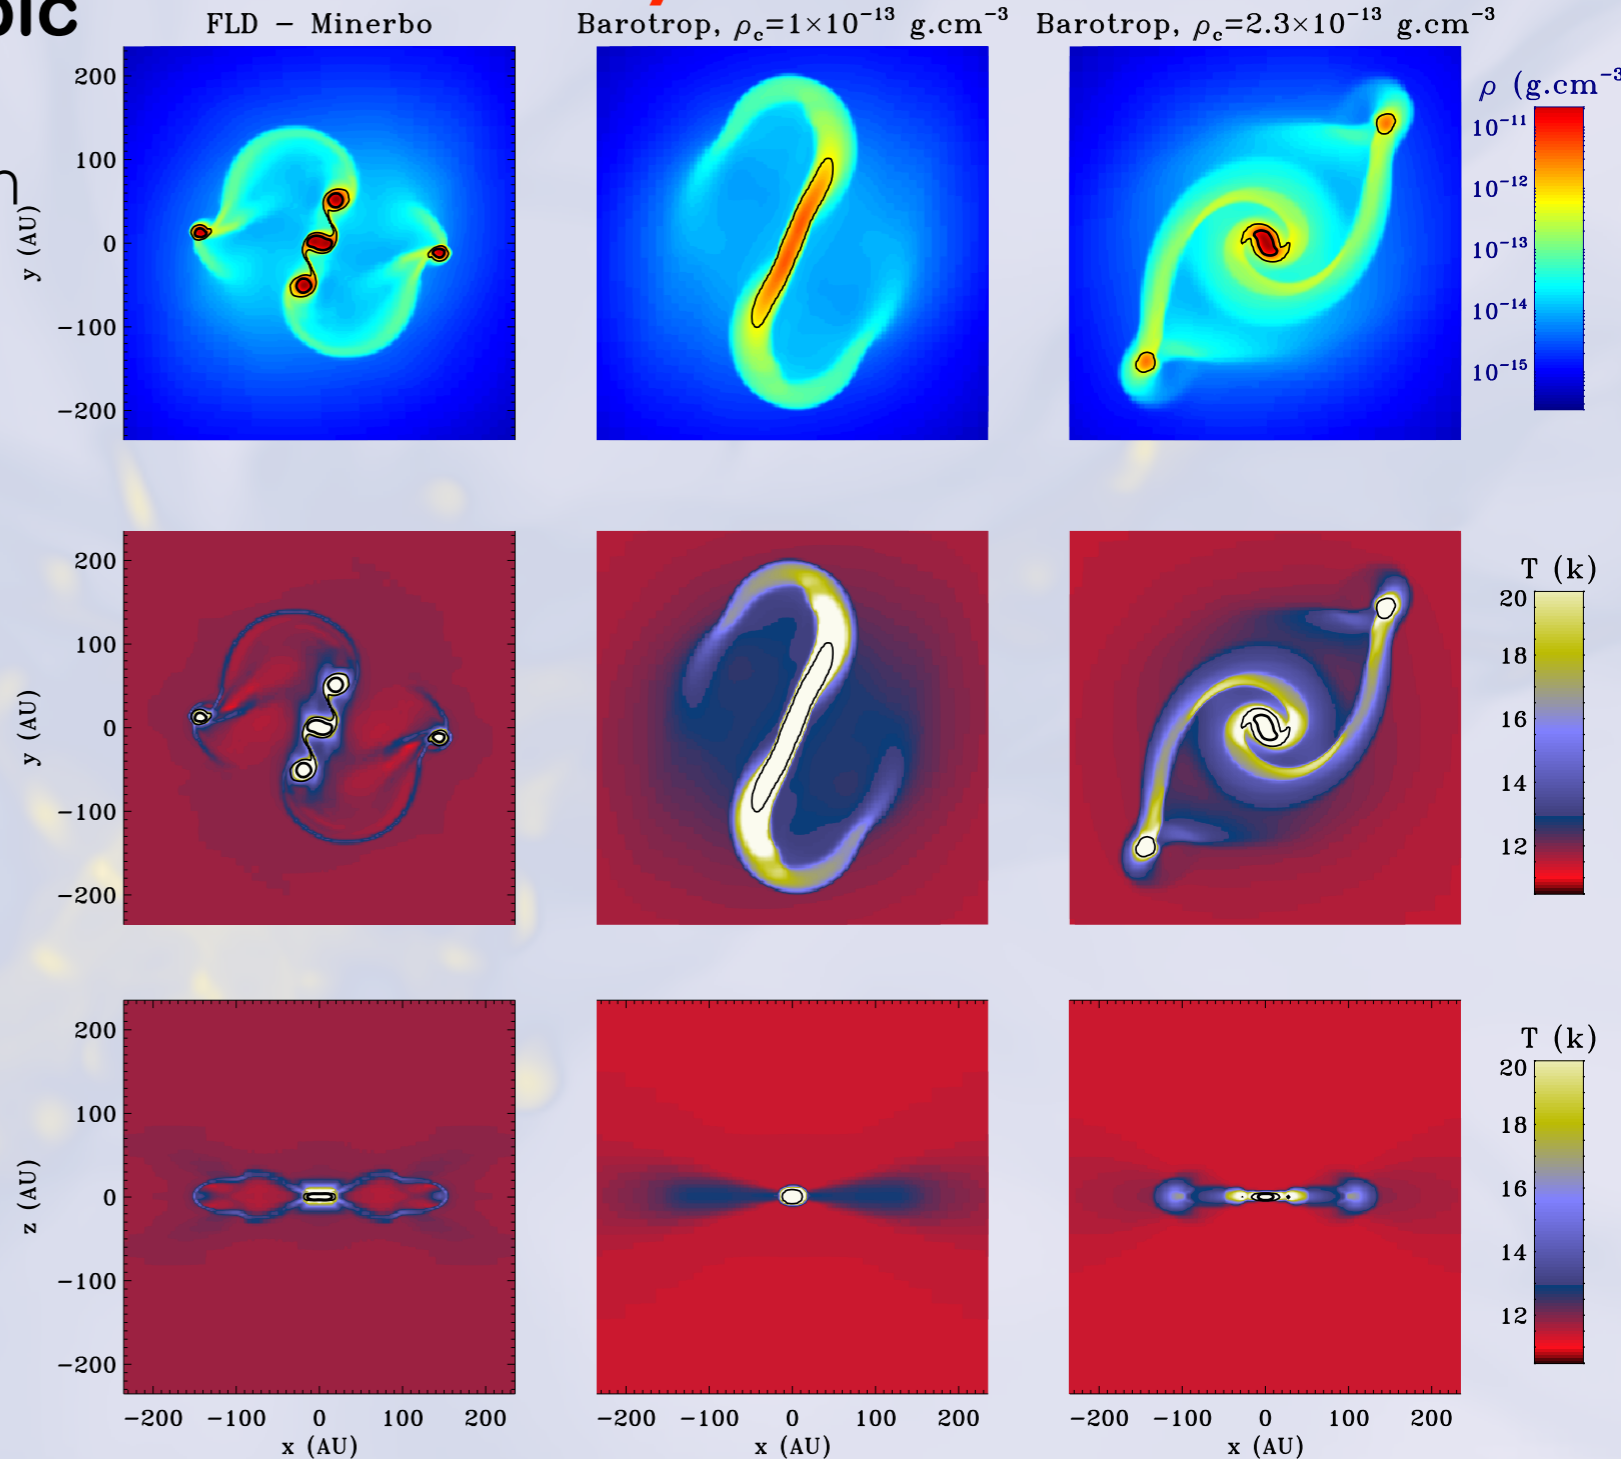 FLD − Minerbo
Barotrop, ρc=1×10⁻¹³ g.cm⁻³
Barotrop, ρc=2.3×10⁻¹³ g.cm⁻³
200
100
0
−100
−200
y (AU)
ρ (g.cm⁻³
10⁻¹¹
10⁻¹²
10⁻¹³
10⁻¹⁴
10⁻¹⁵
200
100
0
−100
−200
y (AU)
T (k)
20
18
16
14
12
200
100
0
−100
−200
z (AU)
T (k)
20
18
16
14
12
−200 −100 0 100 200
−200 −100 0 100 200
−200 −100 0 100 200
x (AU)
x (AU)
x (AU)